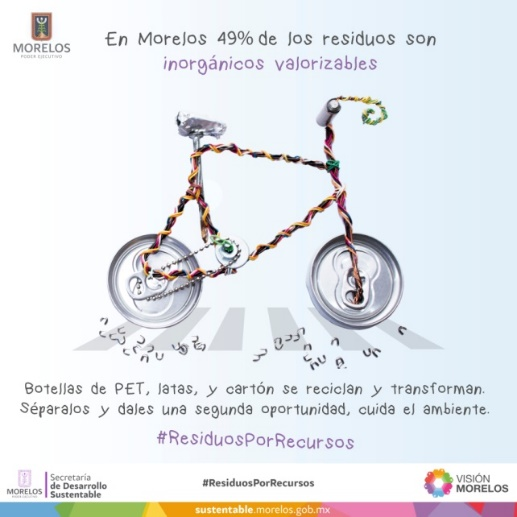 MORELOS
PODER EJECUTIVO
En Morelos 49% de los residuos son
inorgánicos valorizables
Botellas de PET, latas, y cartón se reciclan y transforman.
Sépáralos y dales una segunda oportunidad, cuida el ambiente.
#ResiduosPorRecursos
MORELOS
PODER EJECUTIVO
Secretaría
de Desarrollo
Sustentable
#ResiduosPorRecursos
VISIÓN
MORELOS
sustentable.morelos.gob.mx